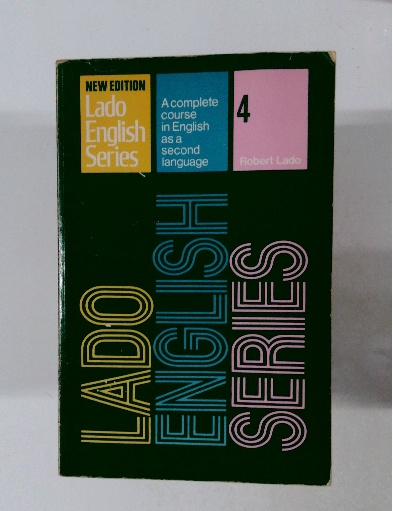 NEW EDITION
Lado
English
Series
A complete
course
in English
as a
second
language
4
Robert Lado
LADO
ENGLISH
SERIES